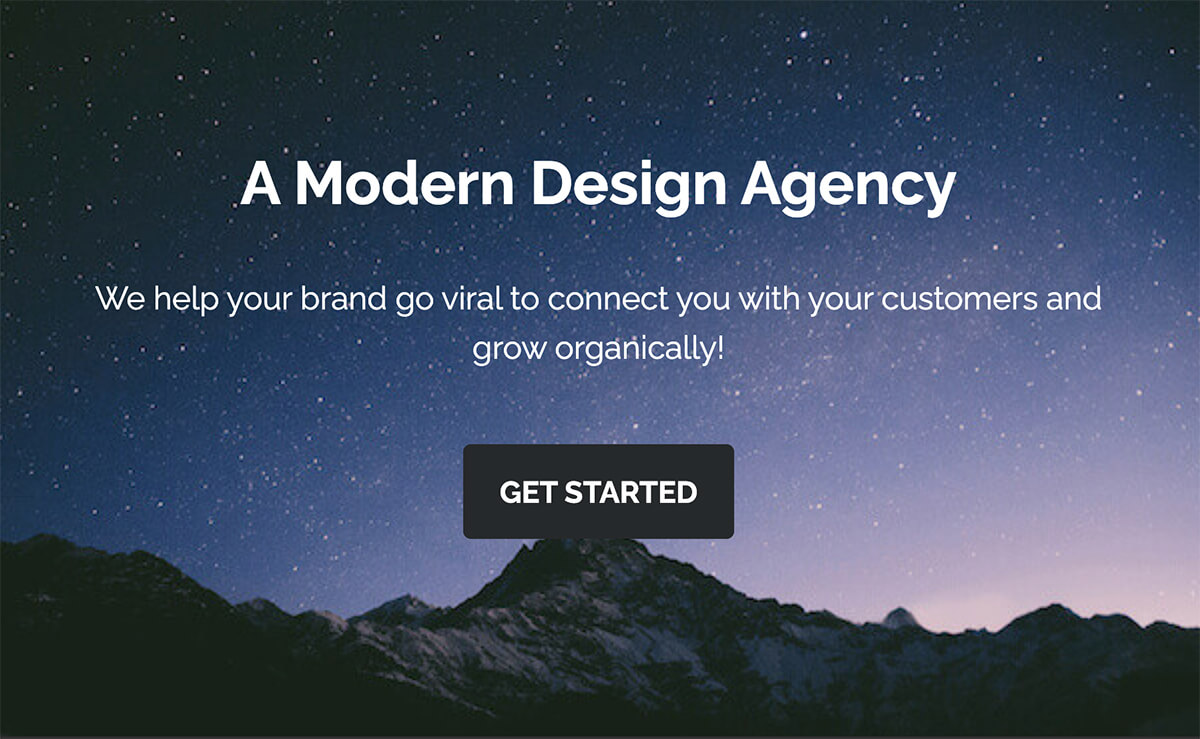 A Modern Design Agency
We help your brand go viral to connect you with your customers and
grow organically!
GET STARTED